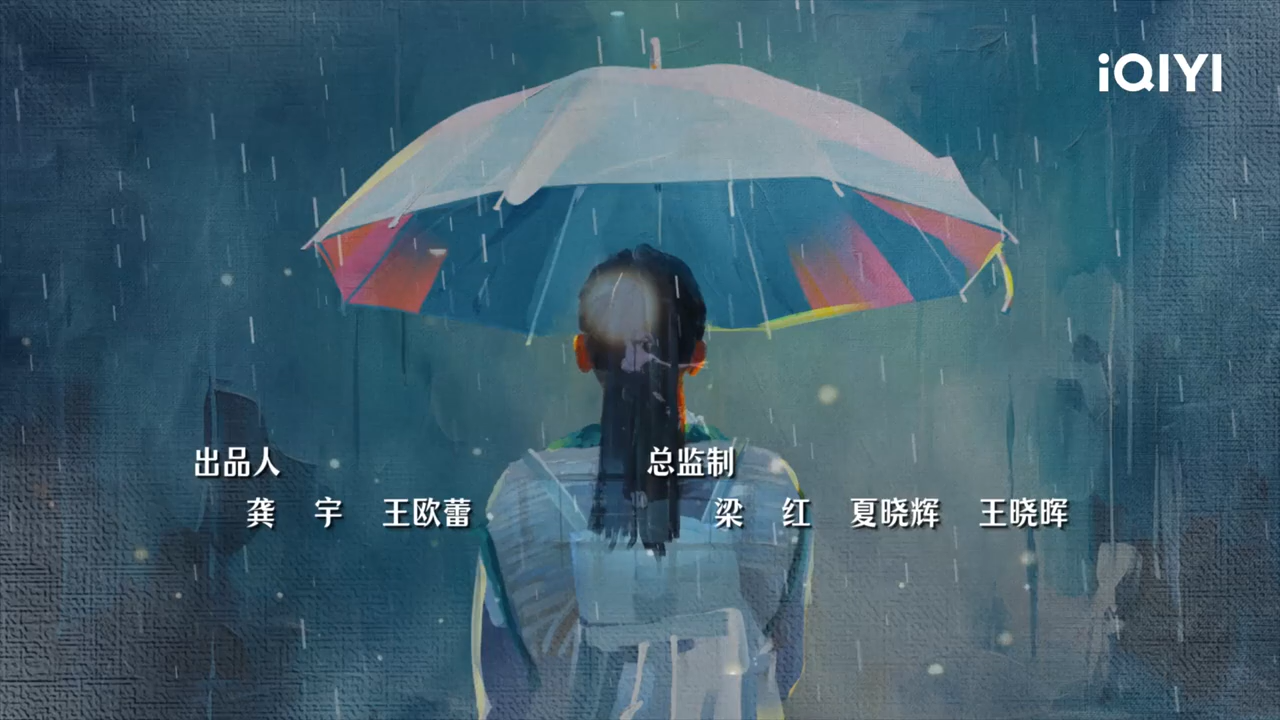 iQIYI
出品人
龚 宇 王欧蕾
总监制
梁 红 夏晓辉 王晓晖